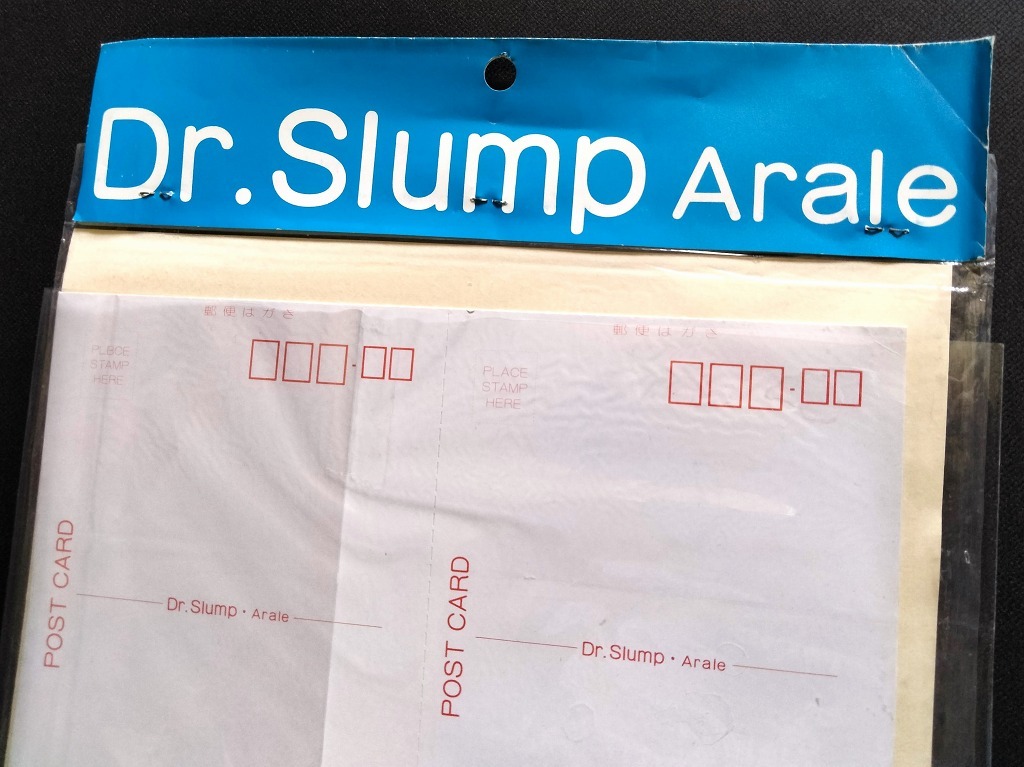 Dr. Slump Arale
郵便はがき
PLACE
STAMP
HERE
POST CARD
Dr. Slump・Arale
郵便はがき
PLACE
STAMP
HERE
POST CARD
Dr. Slump・Arale